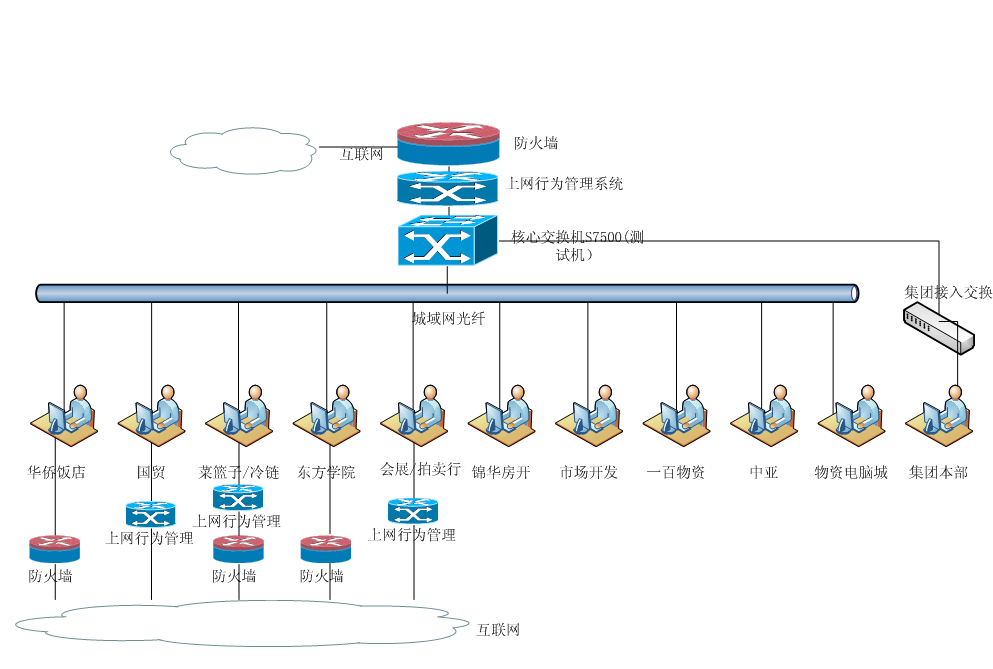 防火墙
互联网
上网行为管理系统
核心交换机S7500(测
试机）
集团接入交换
城域网光纤
华侨饭店
国贸
菜篮子/冷链
东方学院
会展/拍卖行
锦华房开
市场开发
一百物资
中亚
物资电脑城
集团本部
上网行为管理
上网行为管理
上网行为管理
防火墙
防火墙
防火墙
互联网